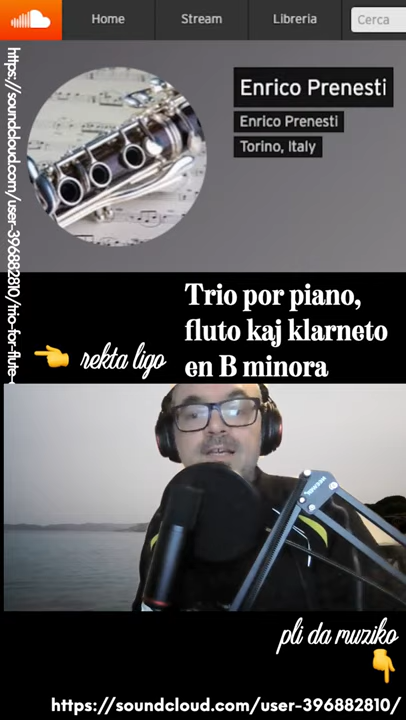 Home Stream Libreria Cerca
Enrico Prenesti
Enrico Prenesti
Torino, Italy
https://soundcloud.com/user-396882810/trio-for-flute-
Trio por piano,
fluto kaj klarneto
en B minora
👈 rekta ligo
pli da muziko
👇
https://soundcloud.com/user-396882810/